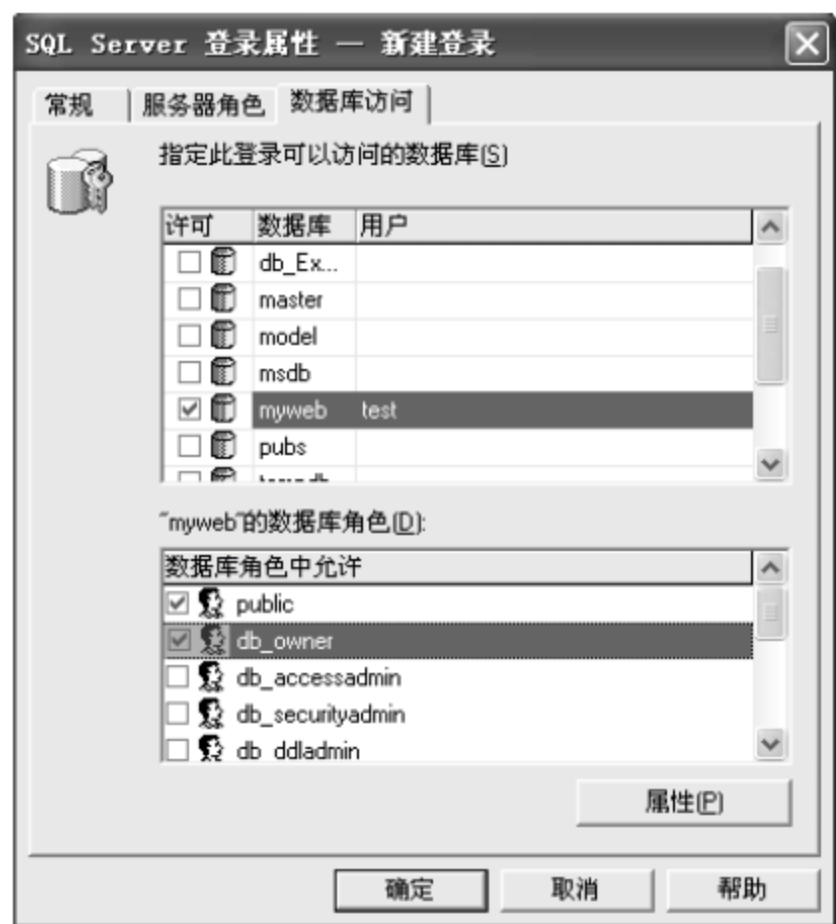 SQL Server 登录属性 — 新建登录
常规 服务器角色 数据库访问
指定此登录可以访问的数据库(S)
许可 数据库 用户
db_Ex...
master
model
msdb
myweb test
pubs
"myweb"的数据库角色(D):
数据库角色中允许
public
db_owner
db_accessadmin
db_securityadmin
db_ddladmin
属性(P)
确定 取消 帮助